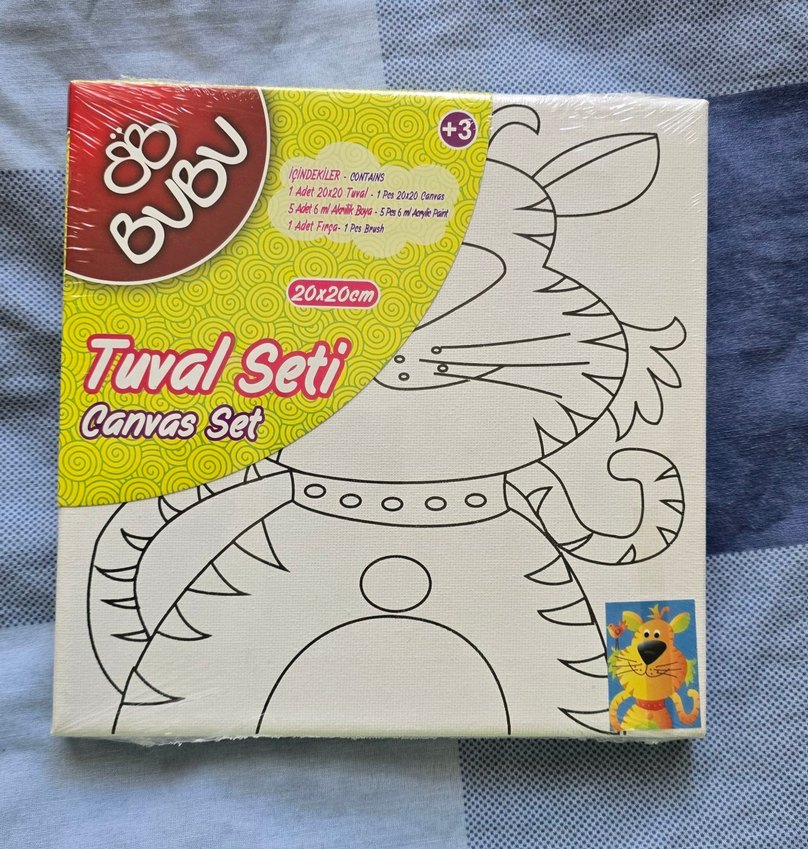 BUBU
+3
İÇİNDEKİLER - CONTAINS
1 Adet 20x20 Tuval - 1 Pcs 20x20 Canvas
5 Adet 6 ml Akrilik Boya - 5 Pcs 6 ml Acrylic Paint
1 Adet Fırça- 1 Pcs Brush
20x20cm
Tuval Seti
Canvas Set